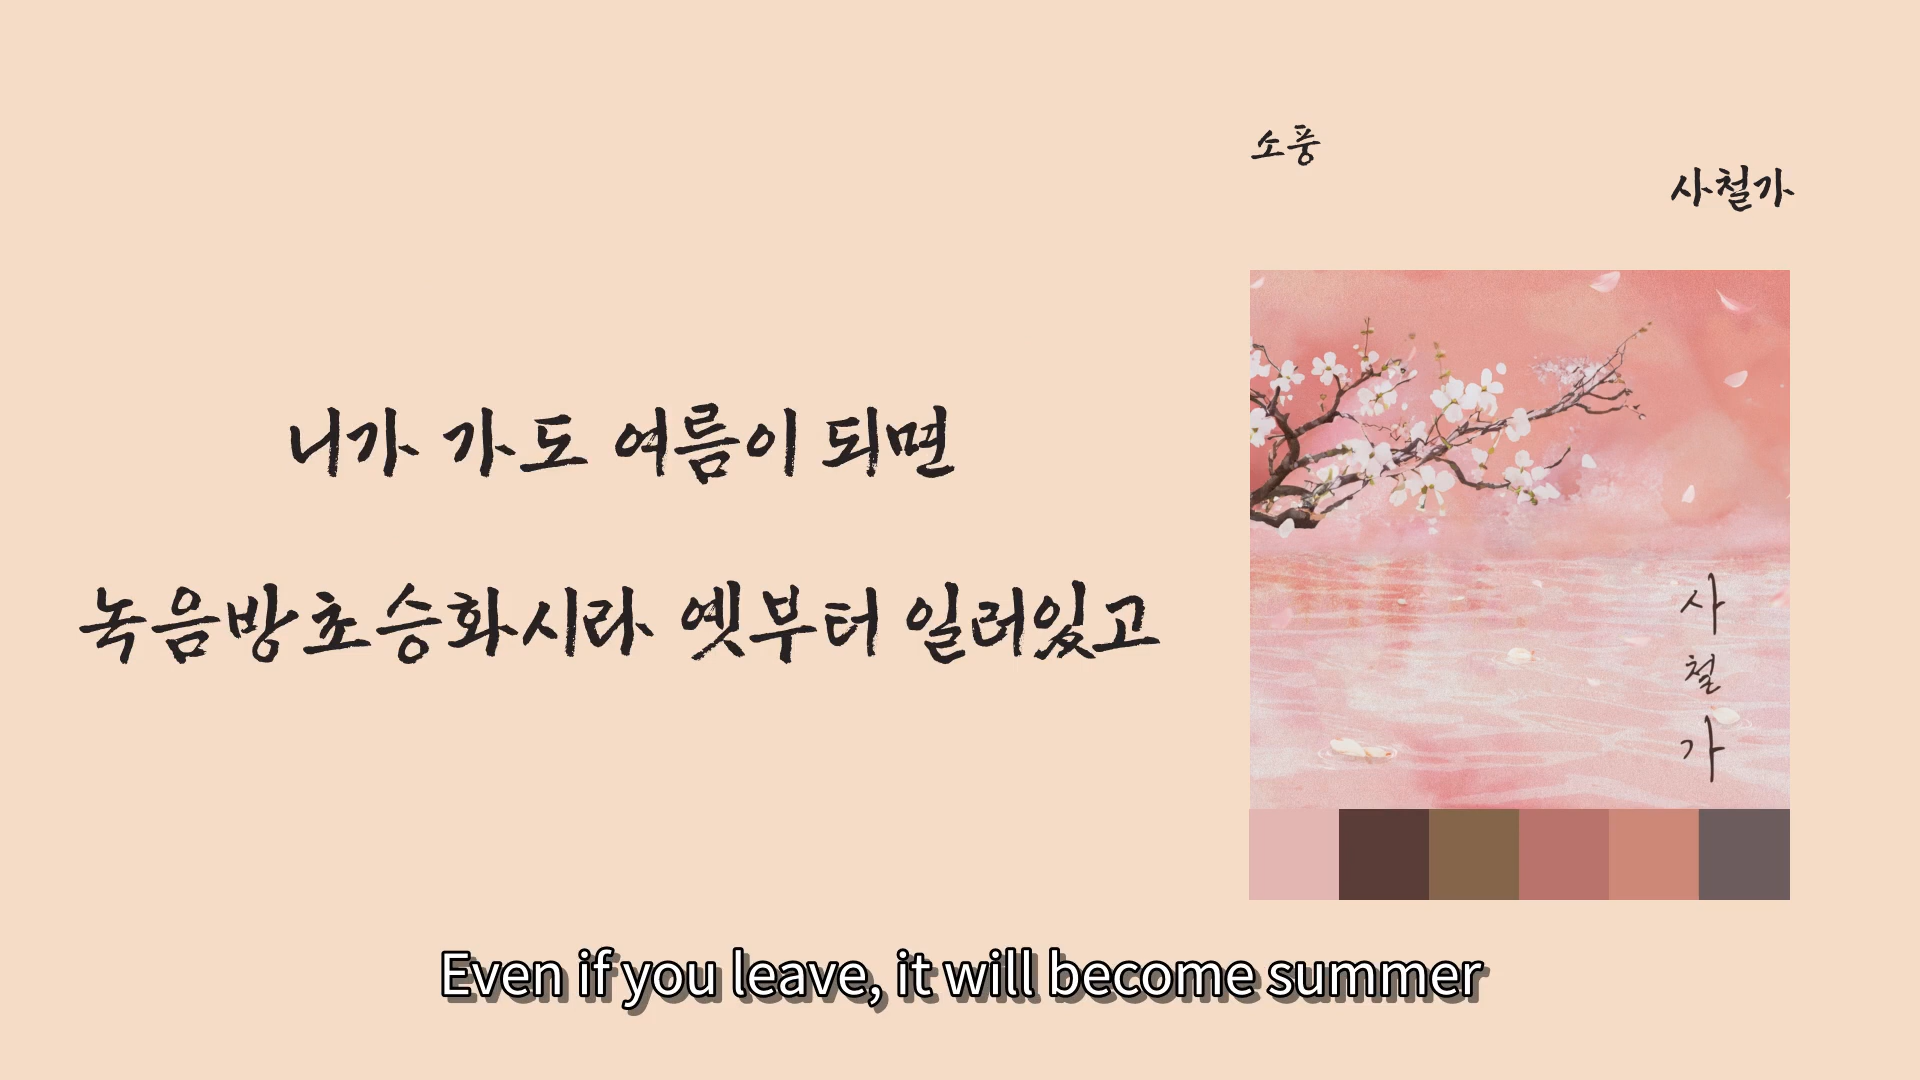 소풍
사철가
니가 가도 여름이 되면
녹음방초승화시라 옛부터 일러있고
사
철
가
Even if you leave, it will become summer